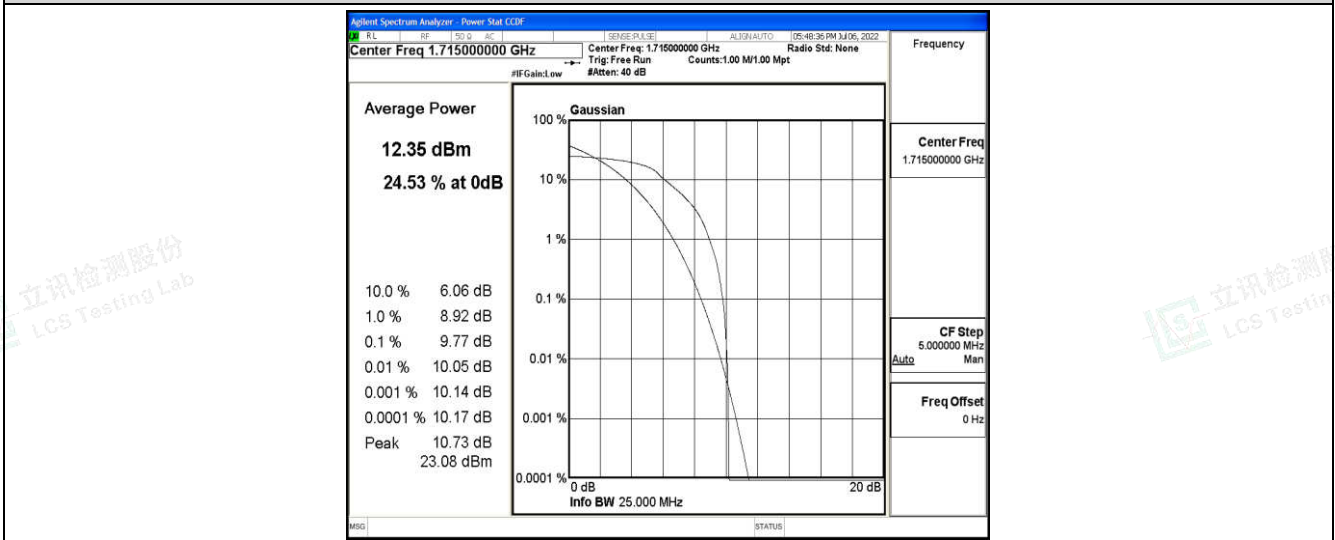 Agilent Spectrum Analyzer - Power Stat CCDF
RL RF 50 Ω AC SENSE:PULSE ALIGN AUTO 05:48:36 PM Jul 06, 2022
Center Freq 1.715000000 GHz
Center Freq: 1.715000000 GHz Radio Std: None
Trig: Free Run Counts:1.00 M/1.00 Mpt
#IFGain:Low #Atten: 40 dB
Frequency
Average Power
12.35 dBm
24.53 % at 0dB
10.0 % 6.06 dB
1.0 % 8.92 dB
0.1 % 9.77 dB
0.01 % 10.05 dB
0.001 % 10.14 dB
0.0001 % 10.17 dB
Peak 10.73 dB
23.08 dBm
Gaussian
100 %
10 %
1 %
0.1 %
0.01 %
0.001 %
0.0001 %
0 dB 20 dB
Info BW 25.000 MHz
Center Freq
1.715000000 GHz
CF Step
5.000000 MHz
Auto Man
Freq Offset
0 Hz
MSG STATUS
立讯检测股份
LCS Testing Lab
立讯检测
LCS Testin